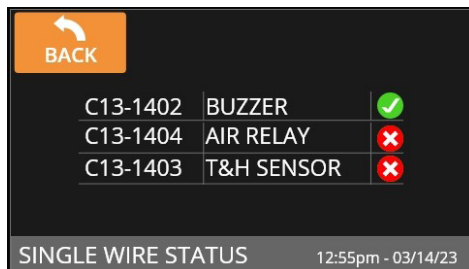 BACK
C13-1402 BUZZER
C13-1404 AIR RELAY
C13-1403 T&H SENSOR
SINGLE WIRE STATUS 12:55pm - 03/14/23